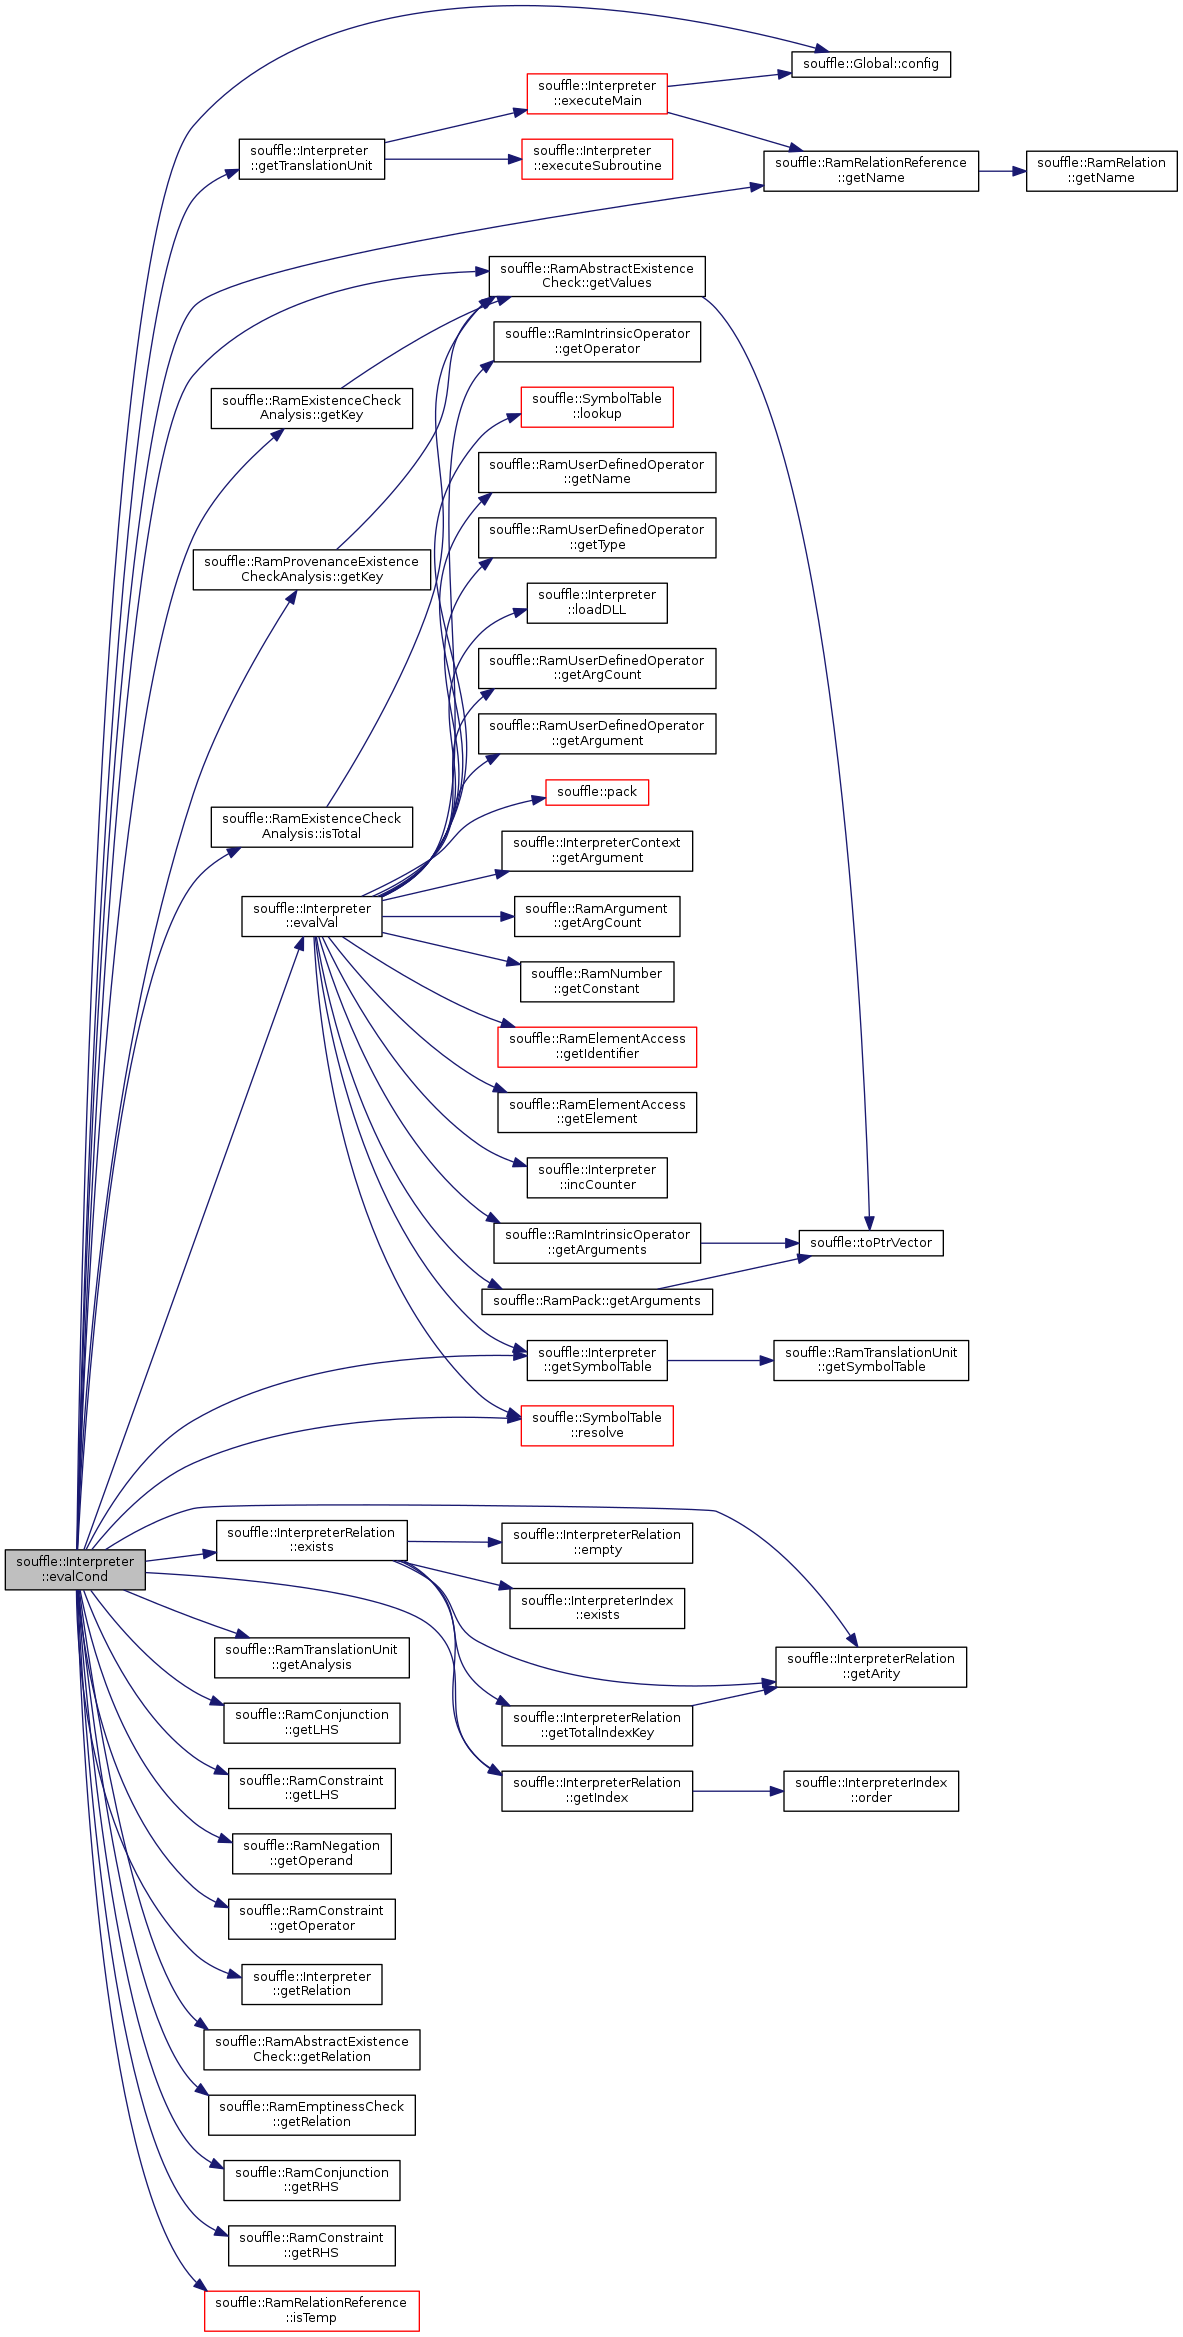 souffle::Global::config
souffle::Interpreter
::executeMain
souffle::Interpreter
::getTranslationUnit
souffle::Interpreter
::executeSubroutine
souffle::RamRelationReference
::getName
souffle::RamRelation
::getName
souffle::RamAbstractExistence
Check::getValues
souffle::RamIntrinsicOperator
::getOperator
souffle::RamExistenceCheck
Analysis::getKey
souffle::SymbolTable
::lookup
souffle::RamUserDefinedOperator
::getName
souffle::RamUserDefinedOperator
::getType
souffle::RamProvenanceExistence
CheckAnalysis::getKey
souffle::Interpreter
::loadDLL
souffle::RamUserDefinedOperator
::getArgCount
souffle::RamUserDefinedOperator
::getArgument
souffle::pack
souffle::RamExistenceCheck
Analysis::isTotal
souffle::InterpreterContext
::getArgument
souffle::Interpreter
::evalVal
souffle::RamArgument
::getArgCount
souffle::RamNumber
::getConstant
souffle::RamElementAccess
::getIdentifier
souffle::RamElementAccess
::getElement
souffle::Interpreter
::incCounter
souffle::RamIntrinsicOperator
::getArguments
souffle::toPtrVector
souffle::RamPack::getArguments
souffle::Interpreter
::getSymbolTable
souffle::RamTranslationUnit
::getSymbolTable
souffle::SymbolTable
::resolve
souffle::Interpreter
::evalCond
souffle::InterpreterRelation
::exists
souffle::InterpreterRelation
::empty
souffle::InterpreterIndex
::exists
souffle::RamTranslationUnit
::getAnalysis
souffle::InterpreterRelation
::getArity
souffle::RamConjunction
::getLHS
souffle::InterpreterRelation
::getTotalIndexKey
souffle::RamConstraint
::getLHS
souffle::InterpreterRelation
::getIndex
souffle::InterpreterIndex
::order
souffle::RamNegation
::getOperand
souffle::RamConstraint
::getOperator
souffle::Interpreter
::getRelation
souffle::RamAbstractExistence
Check::getRelation
souffle::RamEmptinessCheck
::getRelation
souffle::RamConjunction
::getRHS
souffle::RamConstraint
::getRHS
souffle::RamRelationReference
::isTemp